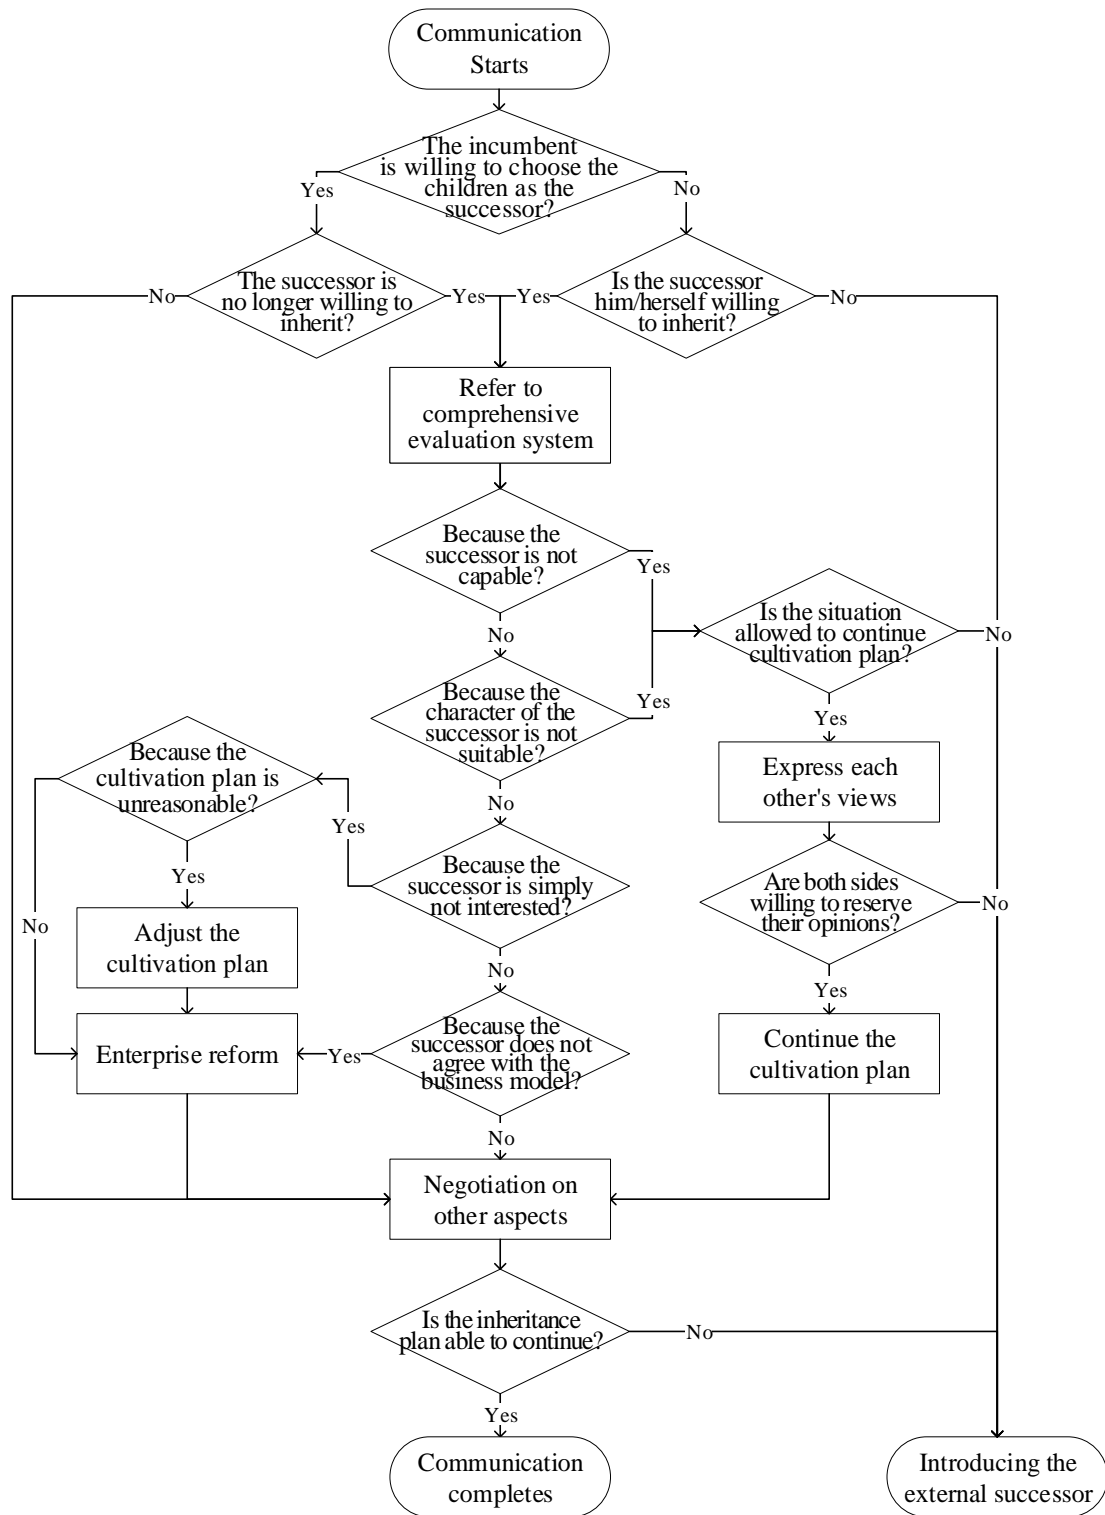 Communication
Starts
The incumbent
is willing to choose the
children as the
successor?
Yes
No
The successor is
no longer willing to
inherit?
No
Yes
Yes
Is the successor
him/herself willing
to inherit?
No
Refer to
comprehensive
evaluation system
Because the
successor is not
capable?
Yes
No
Is the situation
allowed to continue
cultivation plan?
No
Because the
character of the
successor is not
suitable?
Yes
Yes
Because the
cultivation plan is
unreasonable?
Express each
other's views
No
Yes
Because the
successor is simply
not interested?
Yes
No
Are both sides
willing to reserve
their opinions?
No
Adjust the
cultivation plan
No
Yes
Enterprise reform
Yes
Because the
successor does not
agree with the
business model?
Continue the
cultivation plan
No
Negotiation on
other aspects
Is the inheritance
plan able to continue?
No
Yes
Communication
completes
Introducing the
external successor